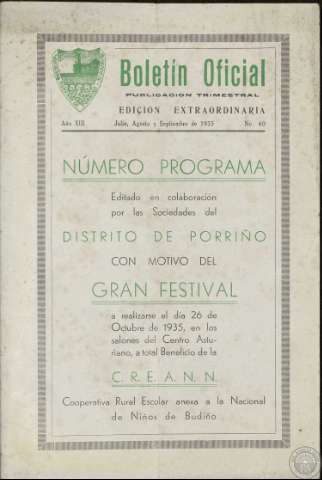 Boletín Oficial
PUBLICACION TRIMESTRAL
EDICION EXTRAORDINARIA
Año XIII Julio, Agosto y Septiembre de 1935 No. 60
NÚMERO PROGRAMA
Editado en colaboración
por las Sociedades del
DISTRITO DE PORRIÑO
CON MOTIVO DEL
GRAN FESTIVAL
a realizarse el día 26 de
Octubre de 1935, en los
salones del Centro Astu-
riano, a total Beneficio de la
C. R. E. A. N. N.
Cooperativa Rural Escolar anexa a la Nacional
de Niños de Budiño